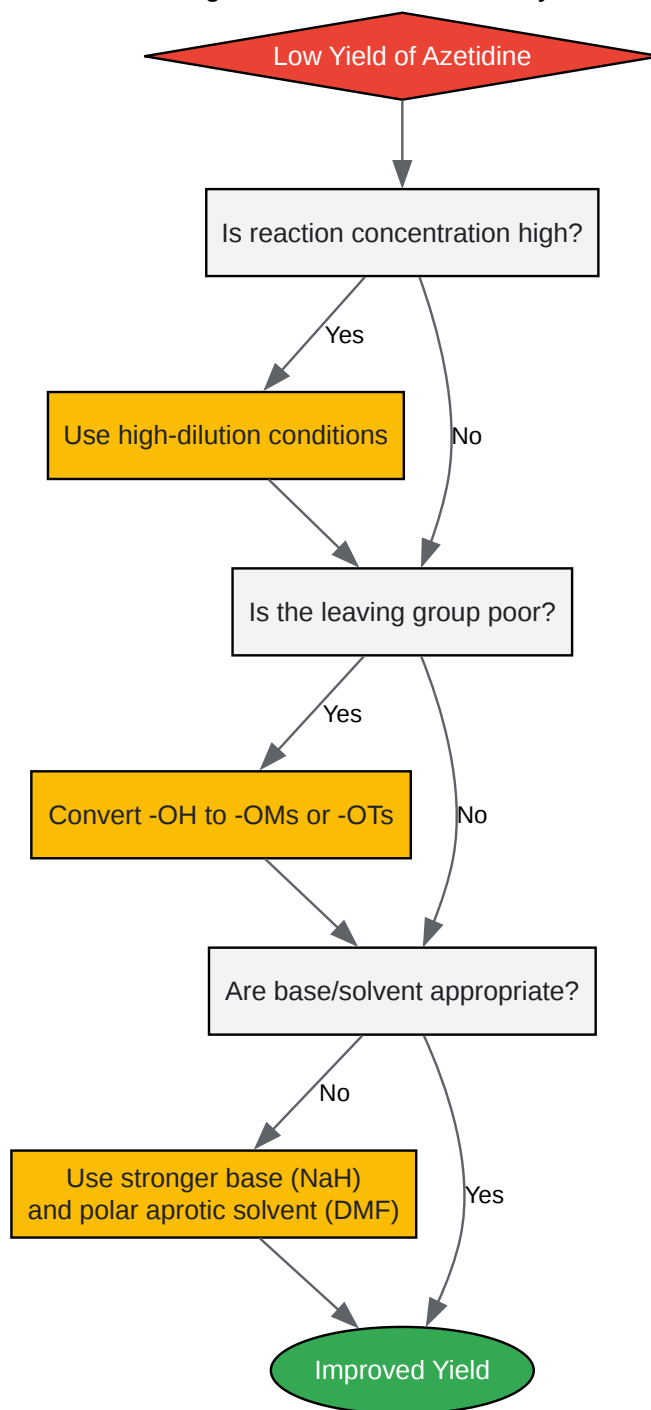 Low Yield of Azetidine
Is reaction concentration high?
Yes
Use high-dilution conditions
No
Is the leaving group poor?
Yes
Convert -OH to -OMs or -OTs
No
Are base/solvent appropriate?
No
Use stronger base (NaH)
and polar aprotic solvent (DMF)
Yes
Improved Yield